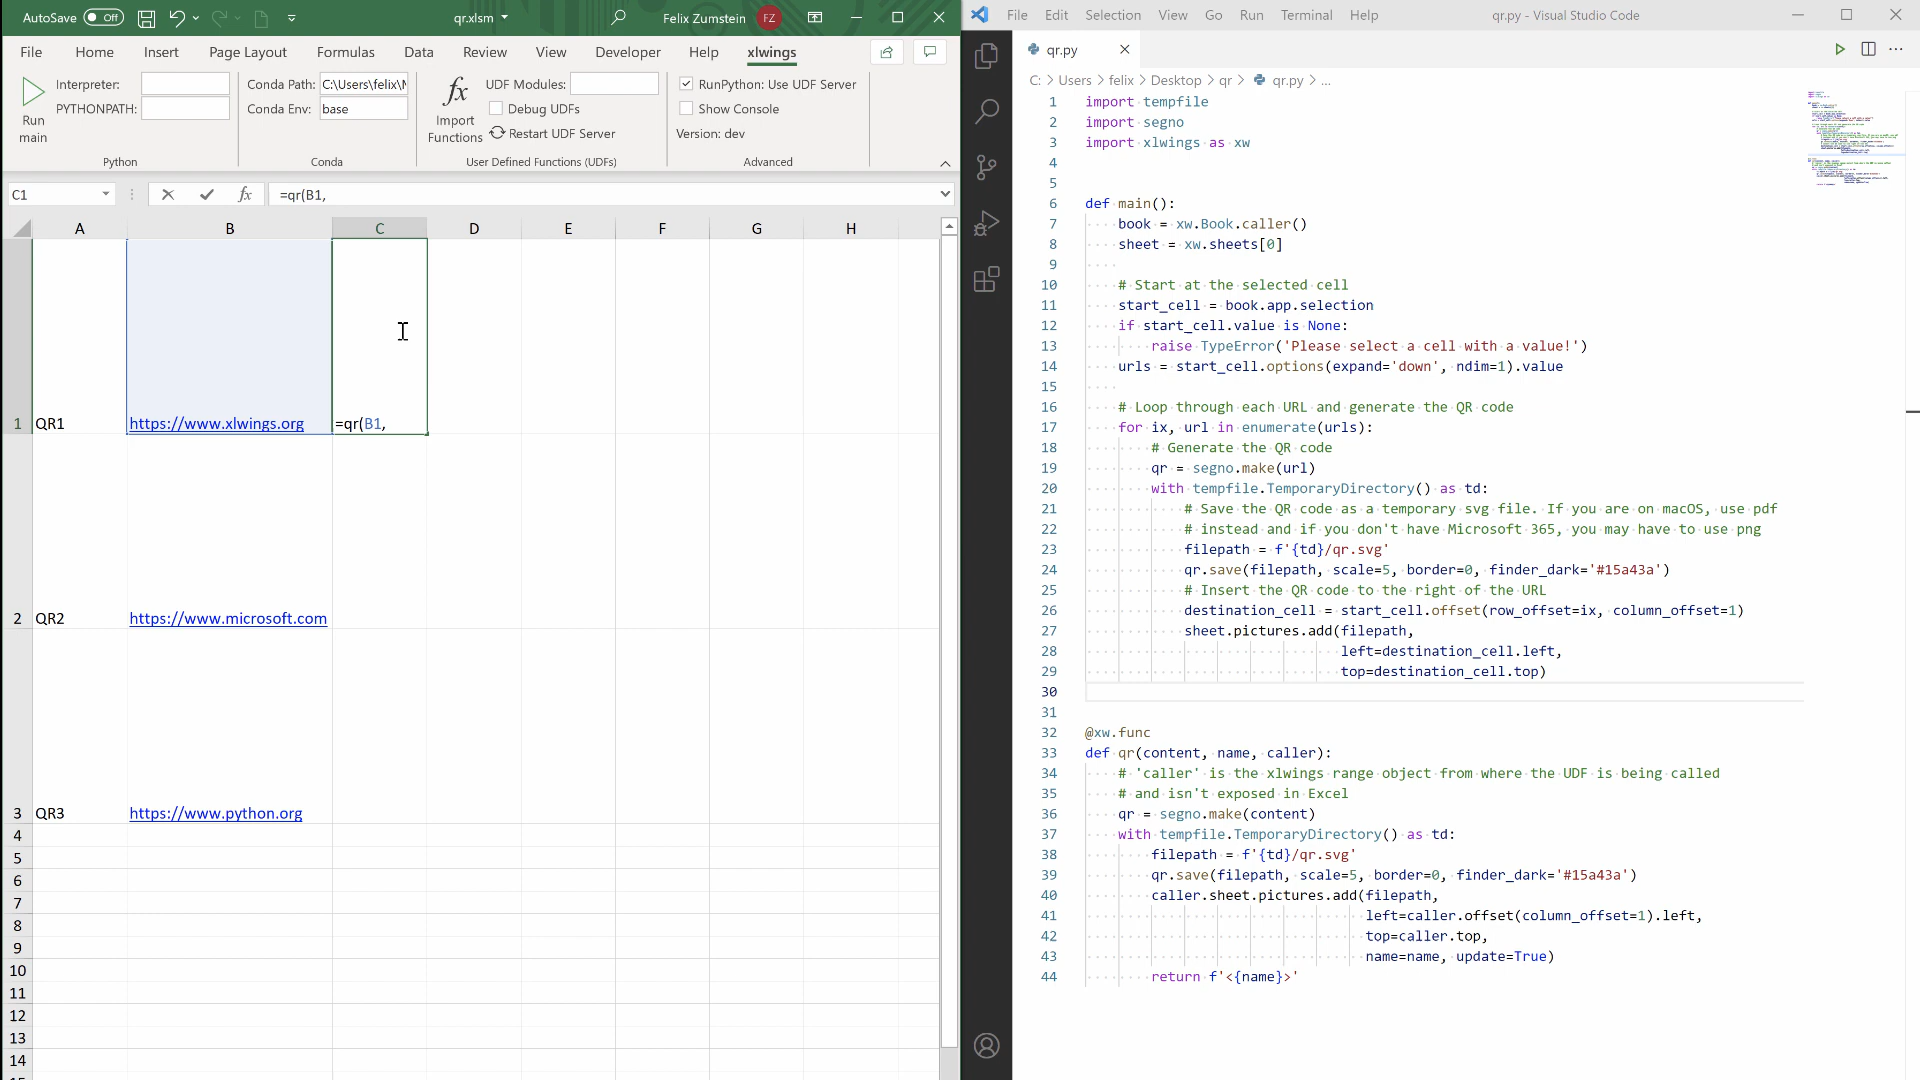 AutoSave Off qr.xlsm Felix Zumstein FZ
File Home Insert Page Layout Formulas Data Review View Developer Help xlwings
Run main
Interpreter:
PYTHONPATH:
Python
Conda Path: C:\Users\felix\
Conda Env: base
Conda
fx
Import Functions
UDF Modules:
Debug UDFs
Restart UDF Server
User Defined Functions (UDFs)
RunPython: Use UDF Server
Show Console
Version: dev
Advanced
C1 fx =qr(B1,
A B C D E F G H
1 QR1 https://www.xlwings.org =qr(B1,
2 QR2 https://www.microsoft.com
3 QR3 https://www.python.org
4
5
6
7
8
9
10
11
12
13
14
File Edit Selection View Go Run Terminal Help qr.py - Visual Studio Code
qr.py
C: > Users > felix > Desktop > qr > qr.py > ...
1 import tempfile
2 import segno
3 import xlwings as xw
4
5
6 def main():
7 book = xw.Book.caller()
8 sheet = xw.sheets[0]
9
10 # Start at the selected cell
11 start_cell = book.app.selection
12 if start_cell.value is None:
13 raise TypeError('Please select a cell with a value!')
14 urls = start_cell.options(expand='down', ndim=1).value
15
16 # Loop through each URL and generate the QR code
17 for ix, url in enumerate(urls):
18 # Generate the QR code
19 qr = segno.make(url)
20 with tempfile.TemporaryDirectory() as td:
21 # Save the QR code as a temporary svg file. If you are on macOS, use pdf
22 # instead and if you don't have Microsoft 365, you may have to use png
23 filepath = f'{td}/qr.svg'
24 qr.save(filepath, scale=5, border=0, finder_dark='#15a43a')
25 # Insert the QR code to the right of the URL
26 destination_cell = start_cell.offset(row_offset=ix, column_offset=1)
27 sheet.pictures.add(filepath,
28 left=destination_cell.left,
29 top=destination_cell.top)
30
31
32 @xw.func
33 def qr(content, name, caller):
34 # 'caller' is the xlwings range object from where the UDF is being called
35 # and isn't exposed in Excel
36 qr = segno.make(content)
37 with tempfile.TemporaryDirectory() as td:
38 filepath = f'{td}/qr.svg'
39 qr.save(filepath, scale=5, border=0, finder_dark='#15a43a')
40 caller.sheet.pictures.add(filepath,
41 left=caller.offset(column_offset=1).left,
42 top=caller.top,
43 name=name, update=True)
44 return f'<{name}>'